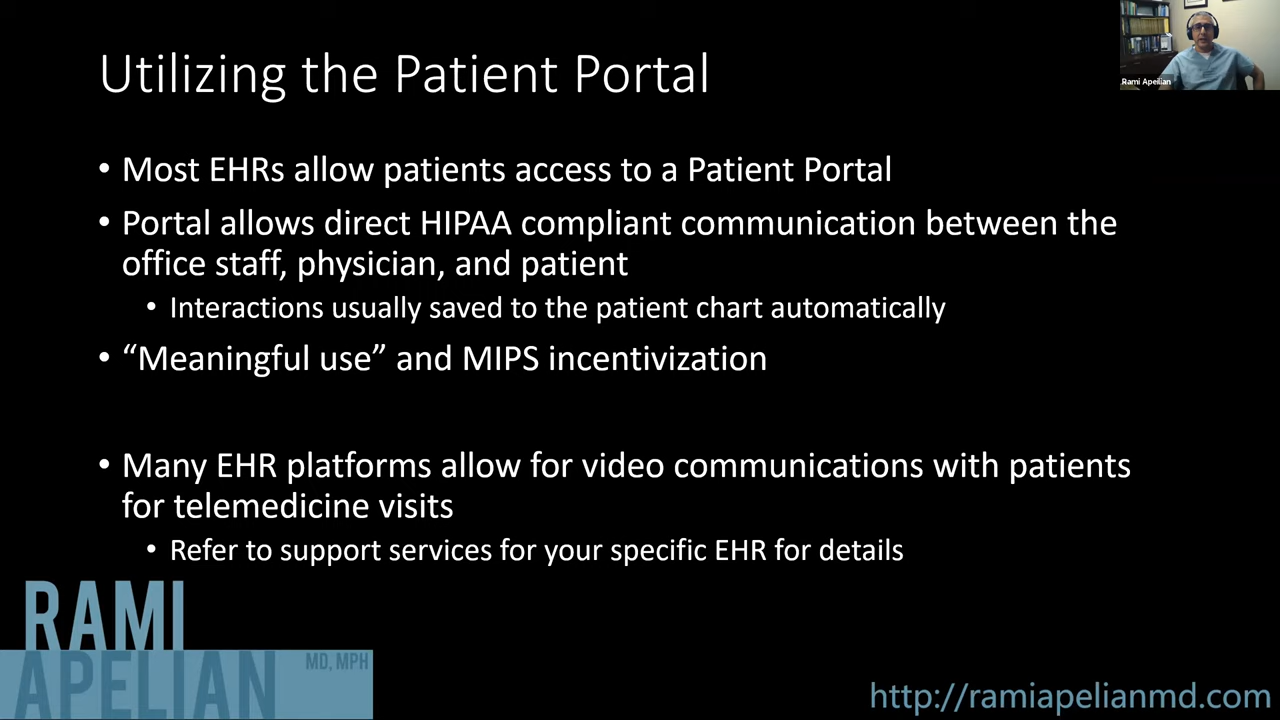 Utilizing the Patient Portal
Rami Apeilian
• Most EHRs allow patients access to a Patient Portal
• Portal allows direct HIPAA compliant communication between the
office staff, physician, and patient
• Interactions usually saved to the patient chart automatically
• “Meaningful use” and MIPS incentivization
• Many EHR platforms allow for video communications with patients
for telemedicine visits
• Refer to support services for your specific EHR for details
RAMI
APELIAN MD, MPH
http://ramiapelianmd.com